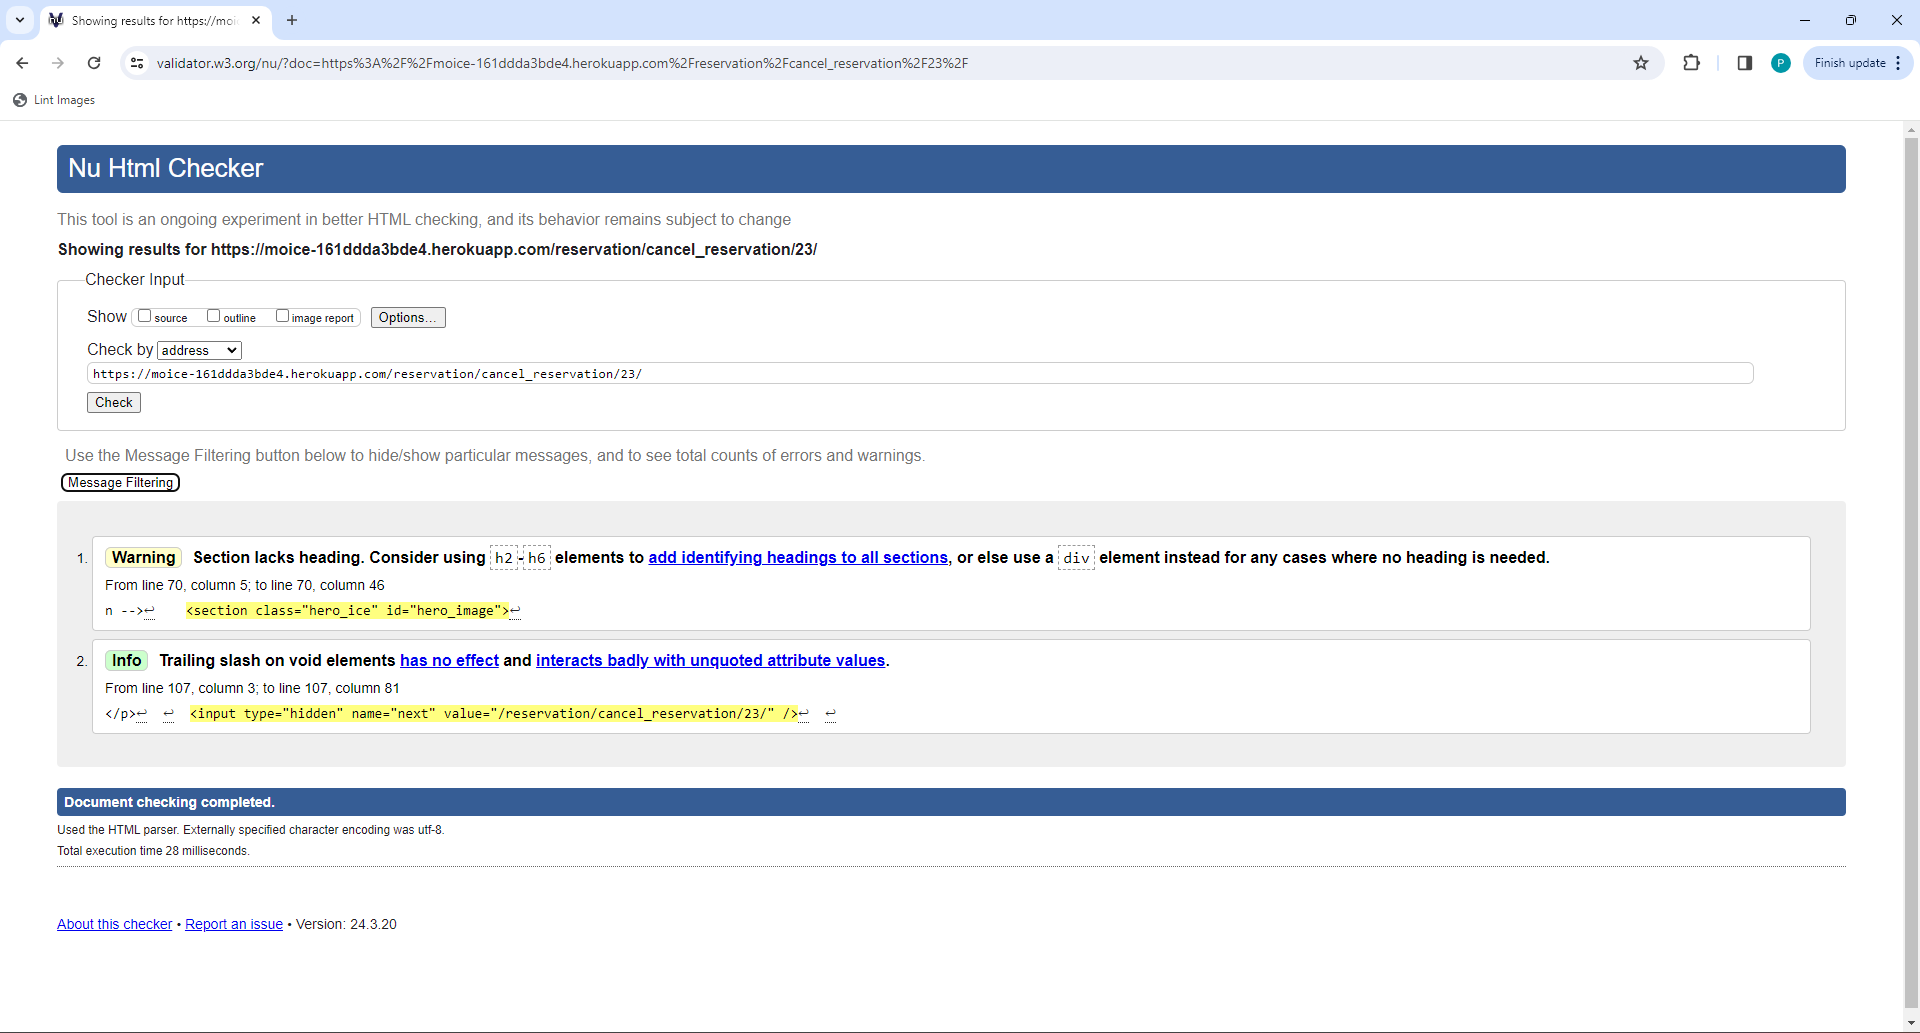 Showing results for https://moi
validator.w3.org/nu/?doc=https%3A%2F%2Fmoice-161ddda3bde4.herokuapp.com%2Freservation%2Fcancel_reservation%2F23%2F
P
Finish update
Lint Images
Nu Html Checker
This tool is an ongoing experiment in better HTML checking, and its behavior remains subject to change
Showing results for https://moice-161ddda3bde4.herokuapp.com/reservation/cancel_reservation/23/
Checker Input
Show source outline image report Options...
Check by address
https://moice-161ddda3bde4.herokuapp.com/reservation/cancel_reservation/23/
Check
Use the Message Filtering button below to hide/show particular messages, and to see total counts of errors and warnings.
Message Filtering
1. Warning Section lacks heading. Consider using h2-h6 elements to add identifying headings to all sections, or else use a div element instead for any cases where no heading is needed.
From line 70, column 5; to line 70, column 46
n -->↩ <section class="hero_ice" id="hero_image">↩
2. Info Trailing slash on void elements has no effect and interacts badly with unquoted attribute values.
From line 107, column 3; to line 107, column 81
</p>↩ ↩ <input type="hidden" name="next" value="/reservation/cancel_reservation/23/" />↩ ↩
Document checking completed.
Used the HTML parser. Externally specified character encoding was utf-8.
Total execution time 28 milliseconds.
About this checker • Report an issue • Version: 24.3.20